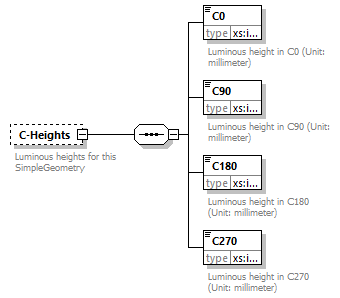 C0
type xs:i...
Luminous height in C0 (Unit:
millimeter)
C90
type xs:i...
Luminous height in C90 (Unit:
millimeter)
C-Heights
Luminous heights for this
SimpleGeometry
C180
type xs:i...
Luminous height in C180
(Unit: millimeter)
C270
type xs:i...
Luminous height in C270
(Unit: millimeter)